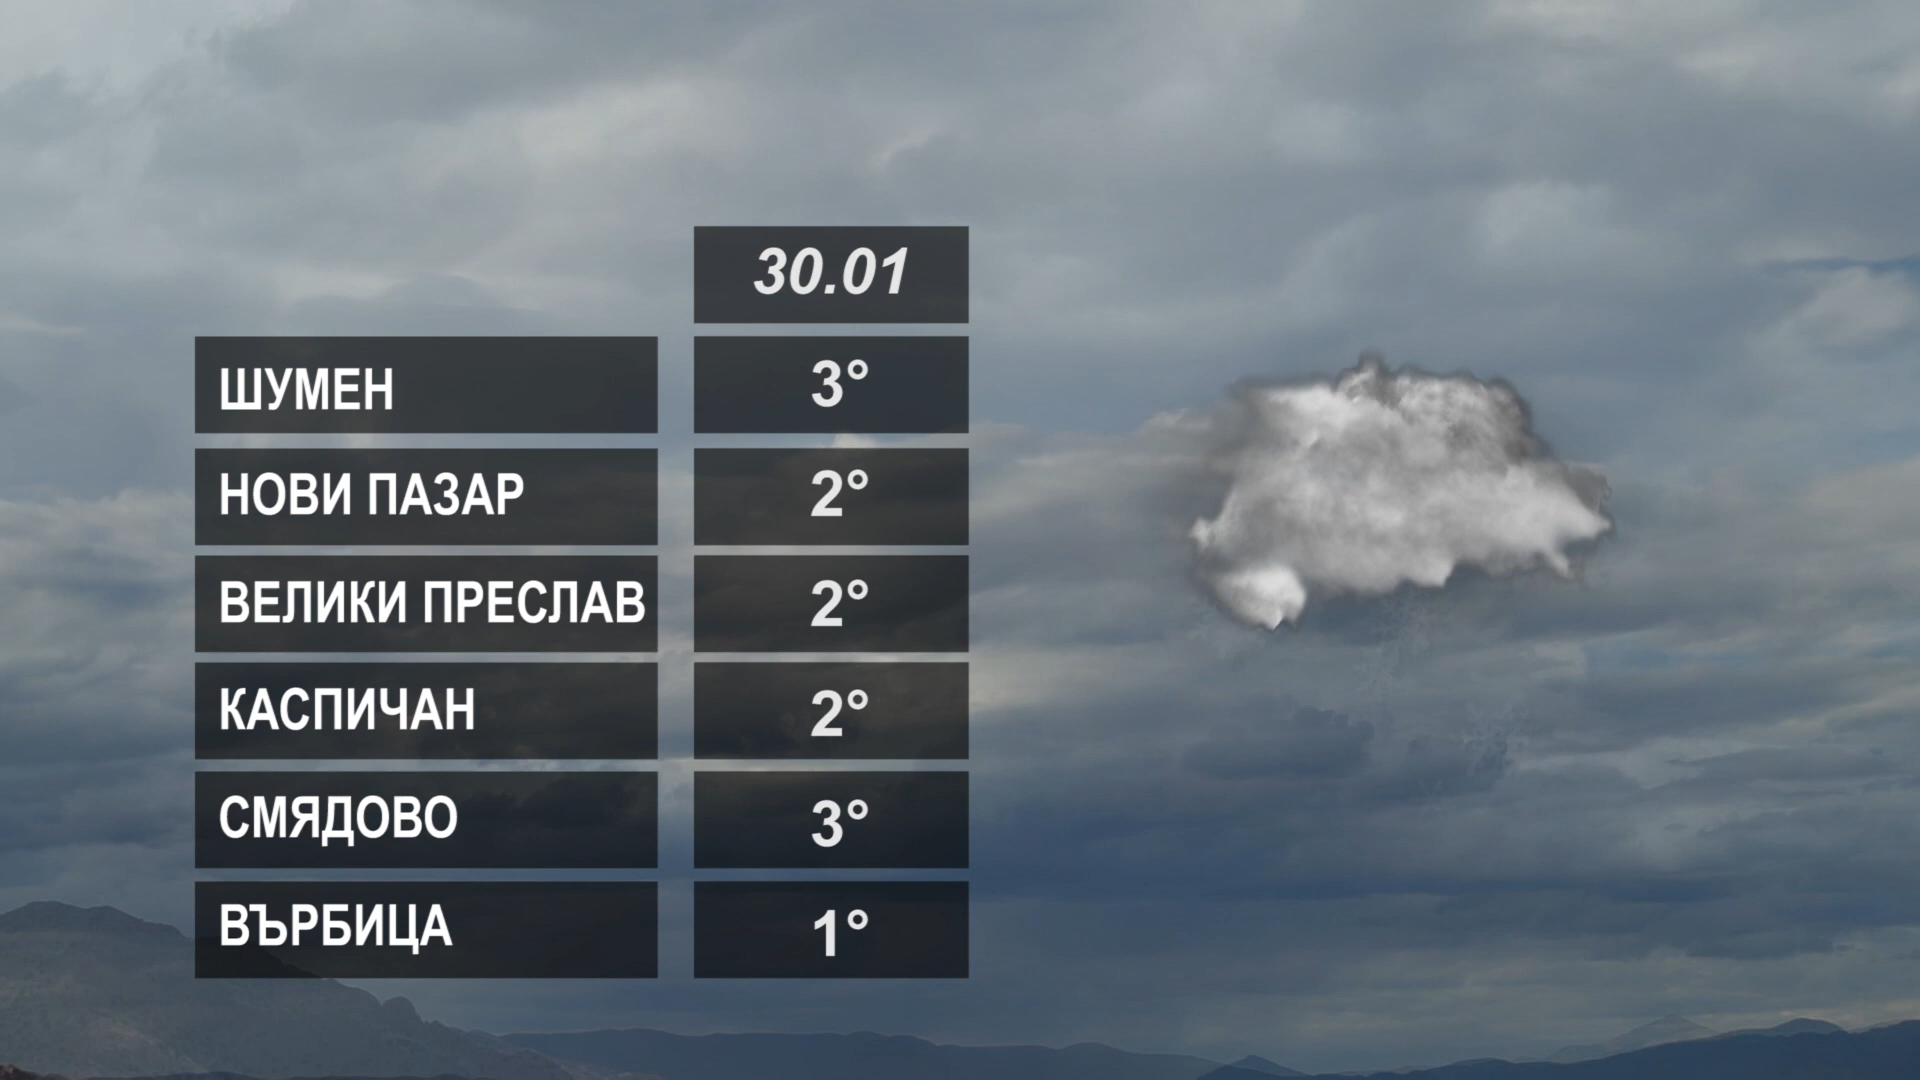 30.01
ШУМЕН 3°
НОВИ ПАЗАР 2°
ВЕЛИКИ ПРЕСЛАВ 2°
КАСПИЧАН 2°
СМЯДОВО 3°
ВЪРБИЦА 1°